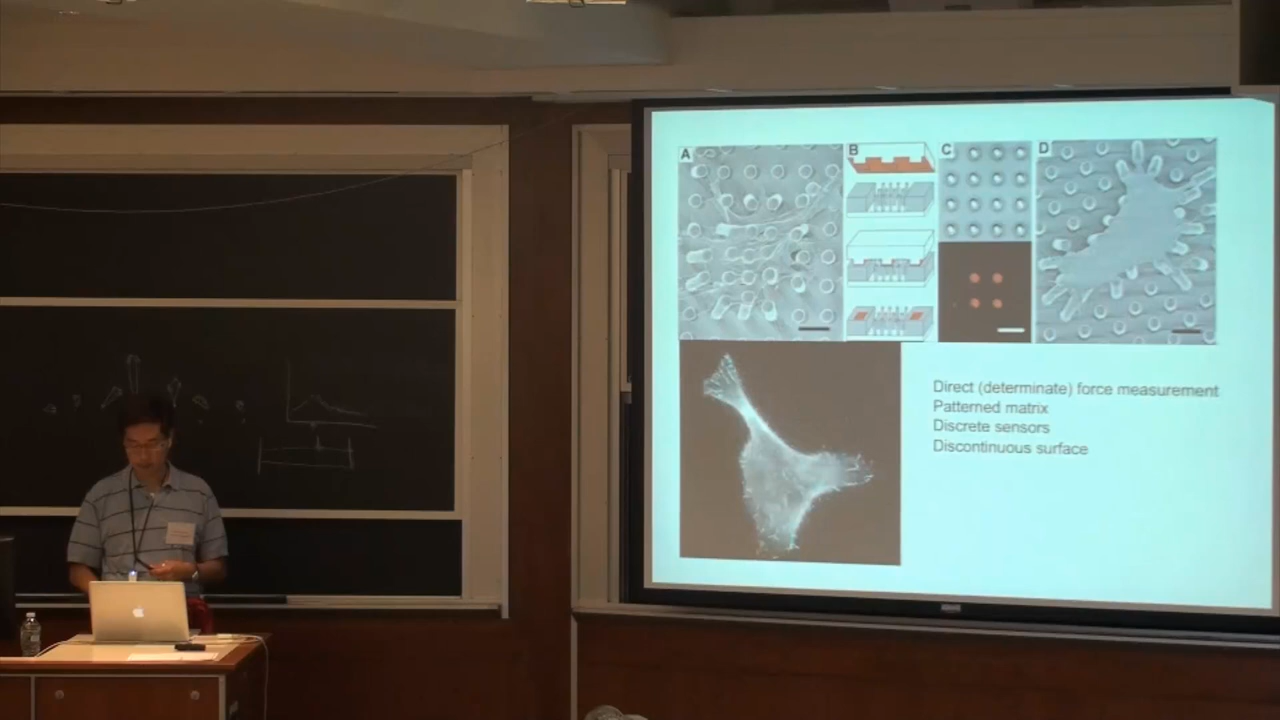 A
B
C
D
Direct (determinate) force measurement
Patterned matrix
Discrete sensors
Discontinuous surface